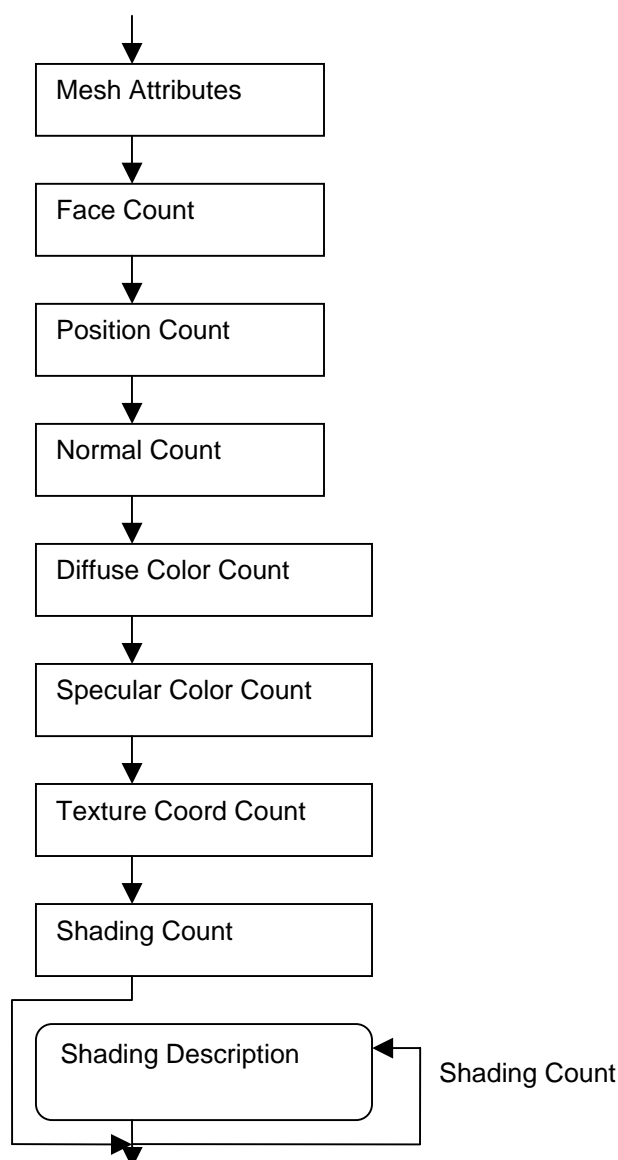 Mesh Attributes
Face Count
Position Count
Normal Count
Diffuse Color Count
Specular Color Count
Texture Coord Count
Shading Count
Shading Description
Shading Count